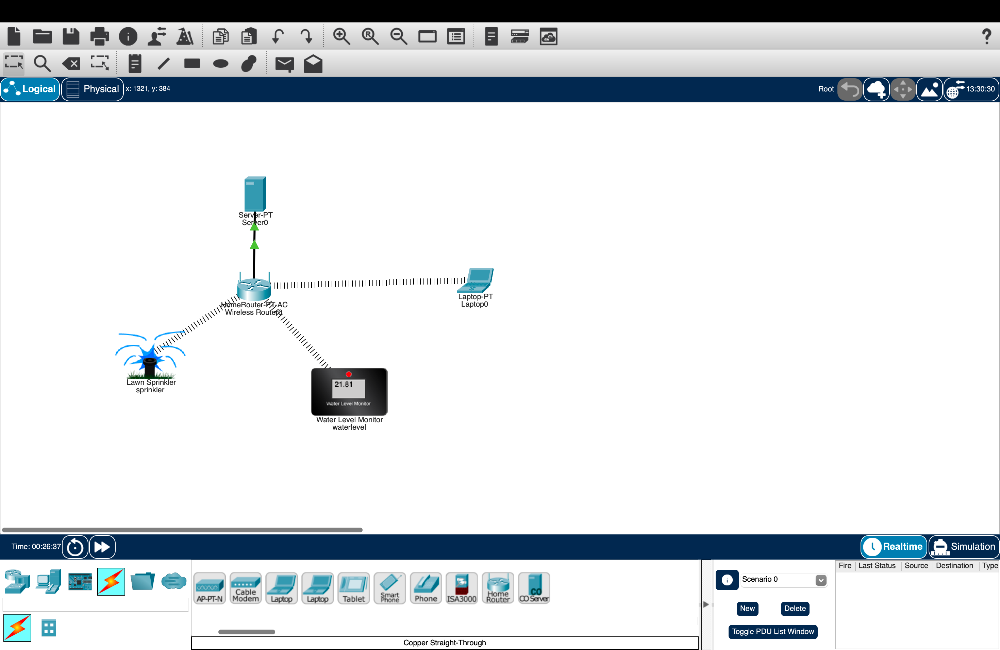 Logical
Physical
x: 1321, y: 384
Root
13:30:30
Server-PT
Server0
HomeRouter-PT-AC
Wireless Router0
Laptop-PT
Laptop0
Lawn Sprinkler
sprinkler
21.81
Water Level Monitor
Water Level Monitor
waterlevel
Time: 00:26:37
Realtime
Simulation
AP-PT-N
Cable
Modem
Laptop
Laptop
Tablet
Smart
Phone
Phone
ISA3000
Home
Router
CO
CO Server
Copper Straight-Through
Scenario 0
New
Delete
Toggle PDU List Window
Fire
Last Status
Source
Destination
Type